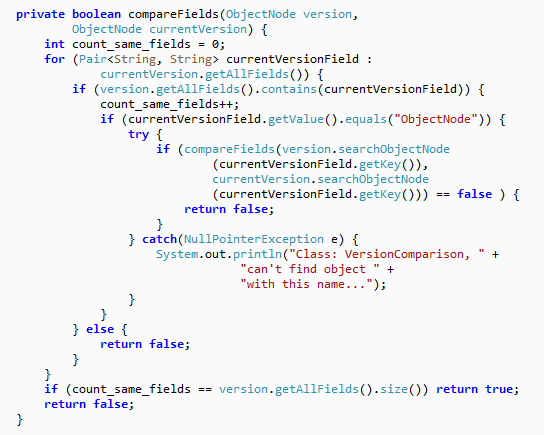 private boolean compareFields(ObjectNode version,
        ObjectNode currentVersion) {
    int count_same_fields = 0;
    for (Pair<String, String> currentVersionField :
            currentVersion.getAllFields()) {
        if (version.getAllFields().contains(currentVersionField)) {
            count_same_fields++;
            if (currentVersionField.getValue().equals("ObjectNode")) {
                try {
                    if (compareFields(version.searchObjectNode
                            (currentVersionField.getKey()),
                            currentVersion.searchObjectNode
                            (currentVersionField.getKey())) == false ) {
                        return false;
                    }
                } catch(NullPointerException e) {
                    System.out.println("Class: VersionComparison, " +
                                "can't find object " +
                                "with this name...");
                }
            }
        } else {
            return false;
        }
    }
    if (count_same_fields == version.getAllFields().size()) return true;
    return false;
}